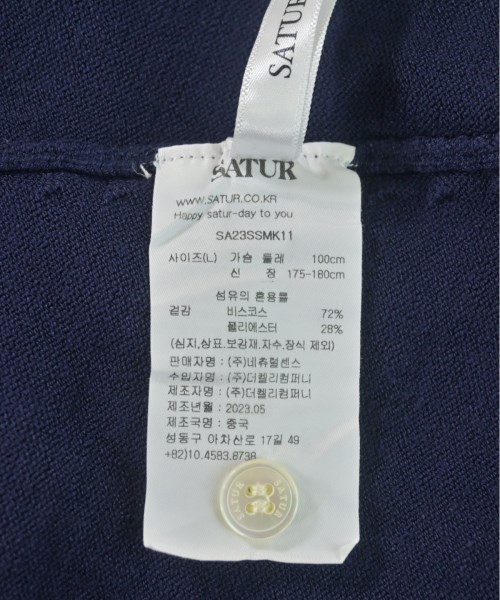 SATUR
SATUR
WWW.SATUR.CO.KR
Happy satur-day to you
SA23SSMK11
사이즈(L) 가슴 둘레 100cm
신 장 175-180cm
섬유의 혼용률
겉감 비스코스 72%
폴리에스터 28%
(심지,상표.보강재,자수,장식 제외)
판매자명 : (주)네츄럴센스
수입자명 : (주)더켈리컴퍼니
제조자명 : (주)더켈리컴퍼니
제조년월 : 2023.05
제조국명 : 중국
성동구 아차산로 17길 49
+82)10.4583.8738
SATUR
SATUR